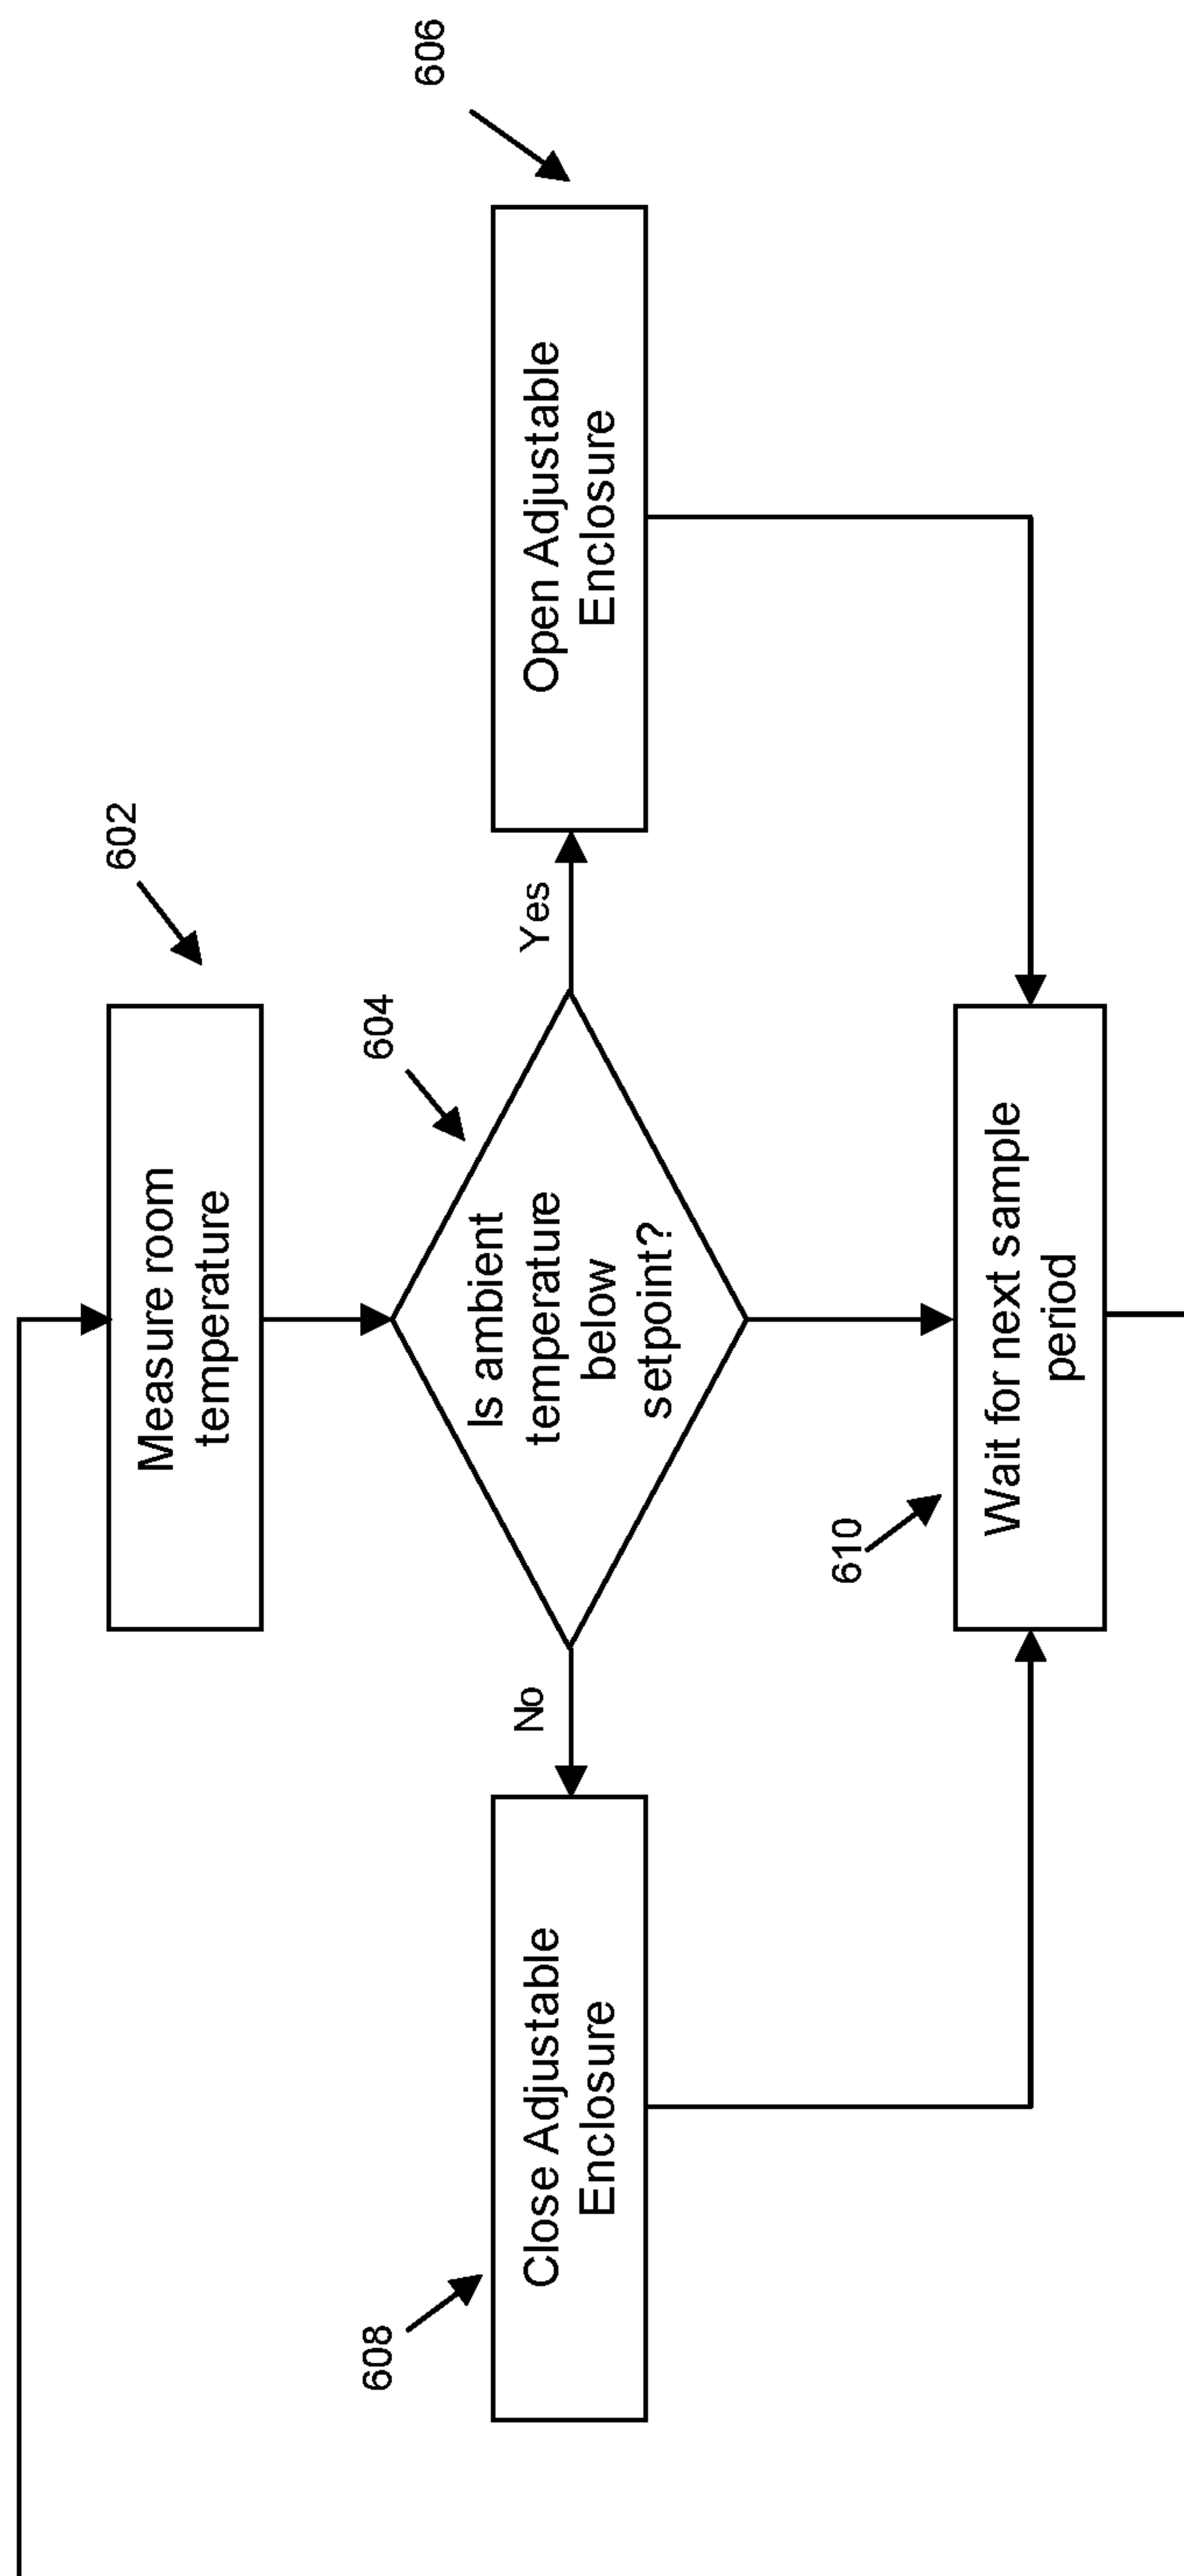 602
Measure room
temperature
604
Is ambient
temperature
below
setpoint?
No
Yes
608
Close Adjustable
Enclosure
606
Open Adjustable
Enclosure
610
Wait for next sample
period